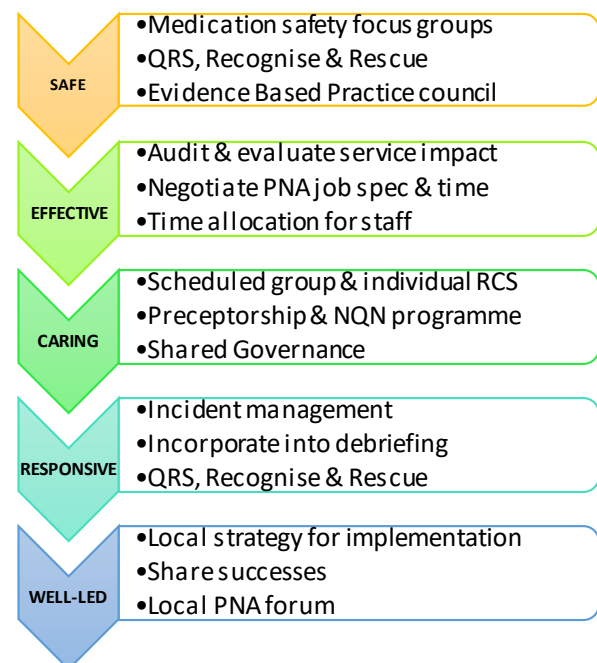 SAFE
•Medication safety focus groups
•QRS, Recognise & Rescue
•Evidence Based Practice council
EFFECTIVE
•Audit & evaluate service impact
•Negotiate PNA job spec & time
•Time allocation for staff
CARING
•Scheduled group & individual RCS
•Preceptorship & NQN programme
•Shared Governance
RESPONSIVE
•Incident management
•Incorporate into debriefing
•QRS, Recognise & Rescue
WELL-LED
•Local strategy for implementation
•Share successes
•Local PNA forum